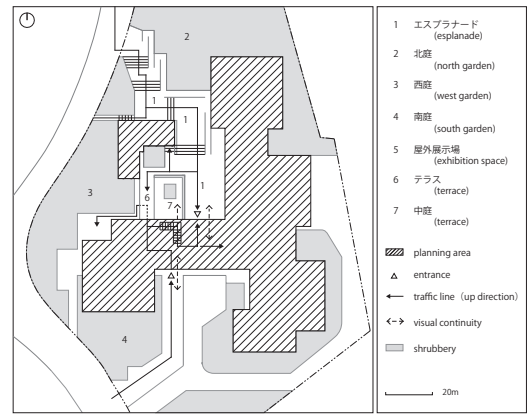 2
1
1
3
6
7
1
4
1 エスプラナード
(esplanade)
2 北庭
(north garden)
3 西庭
(west garden)
4 南庭
(south garden)
5 屋外展示場
(exhibition space)
6 テラス
(terrace)
7 中庭
(terrace)
planning area
entrance
traffic line（up direction）
visual continuity
shrubbery
20m